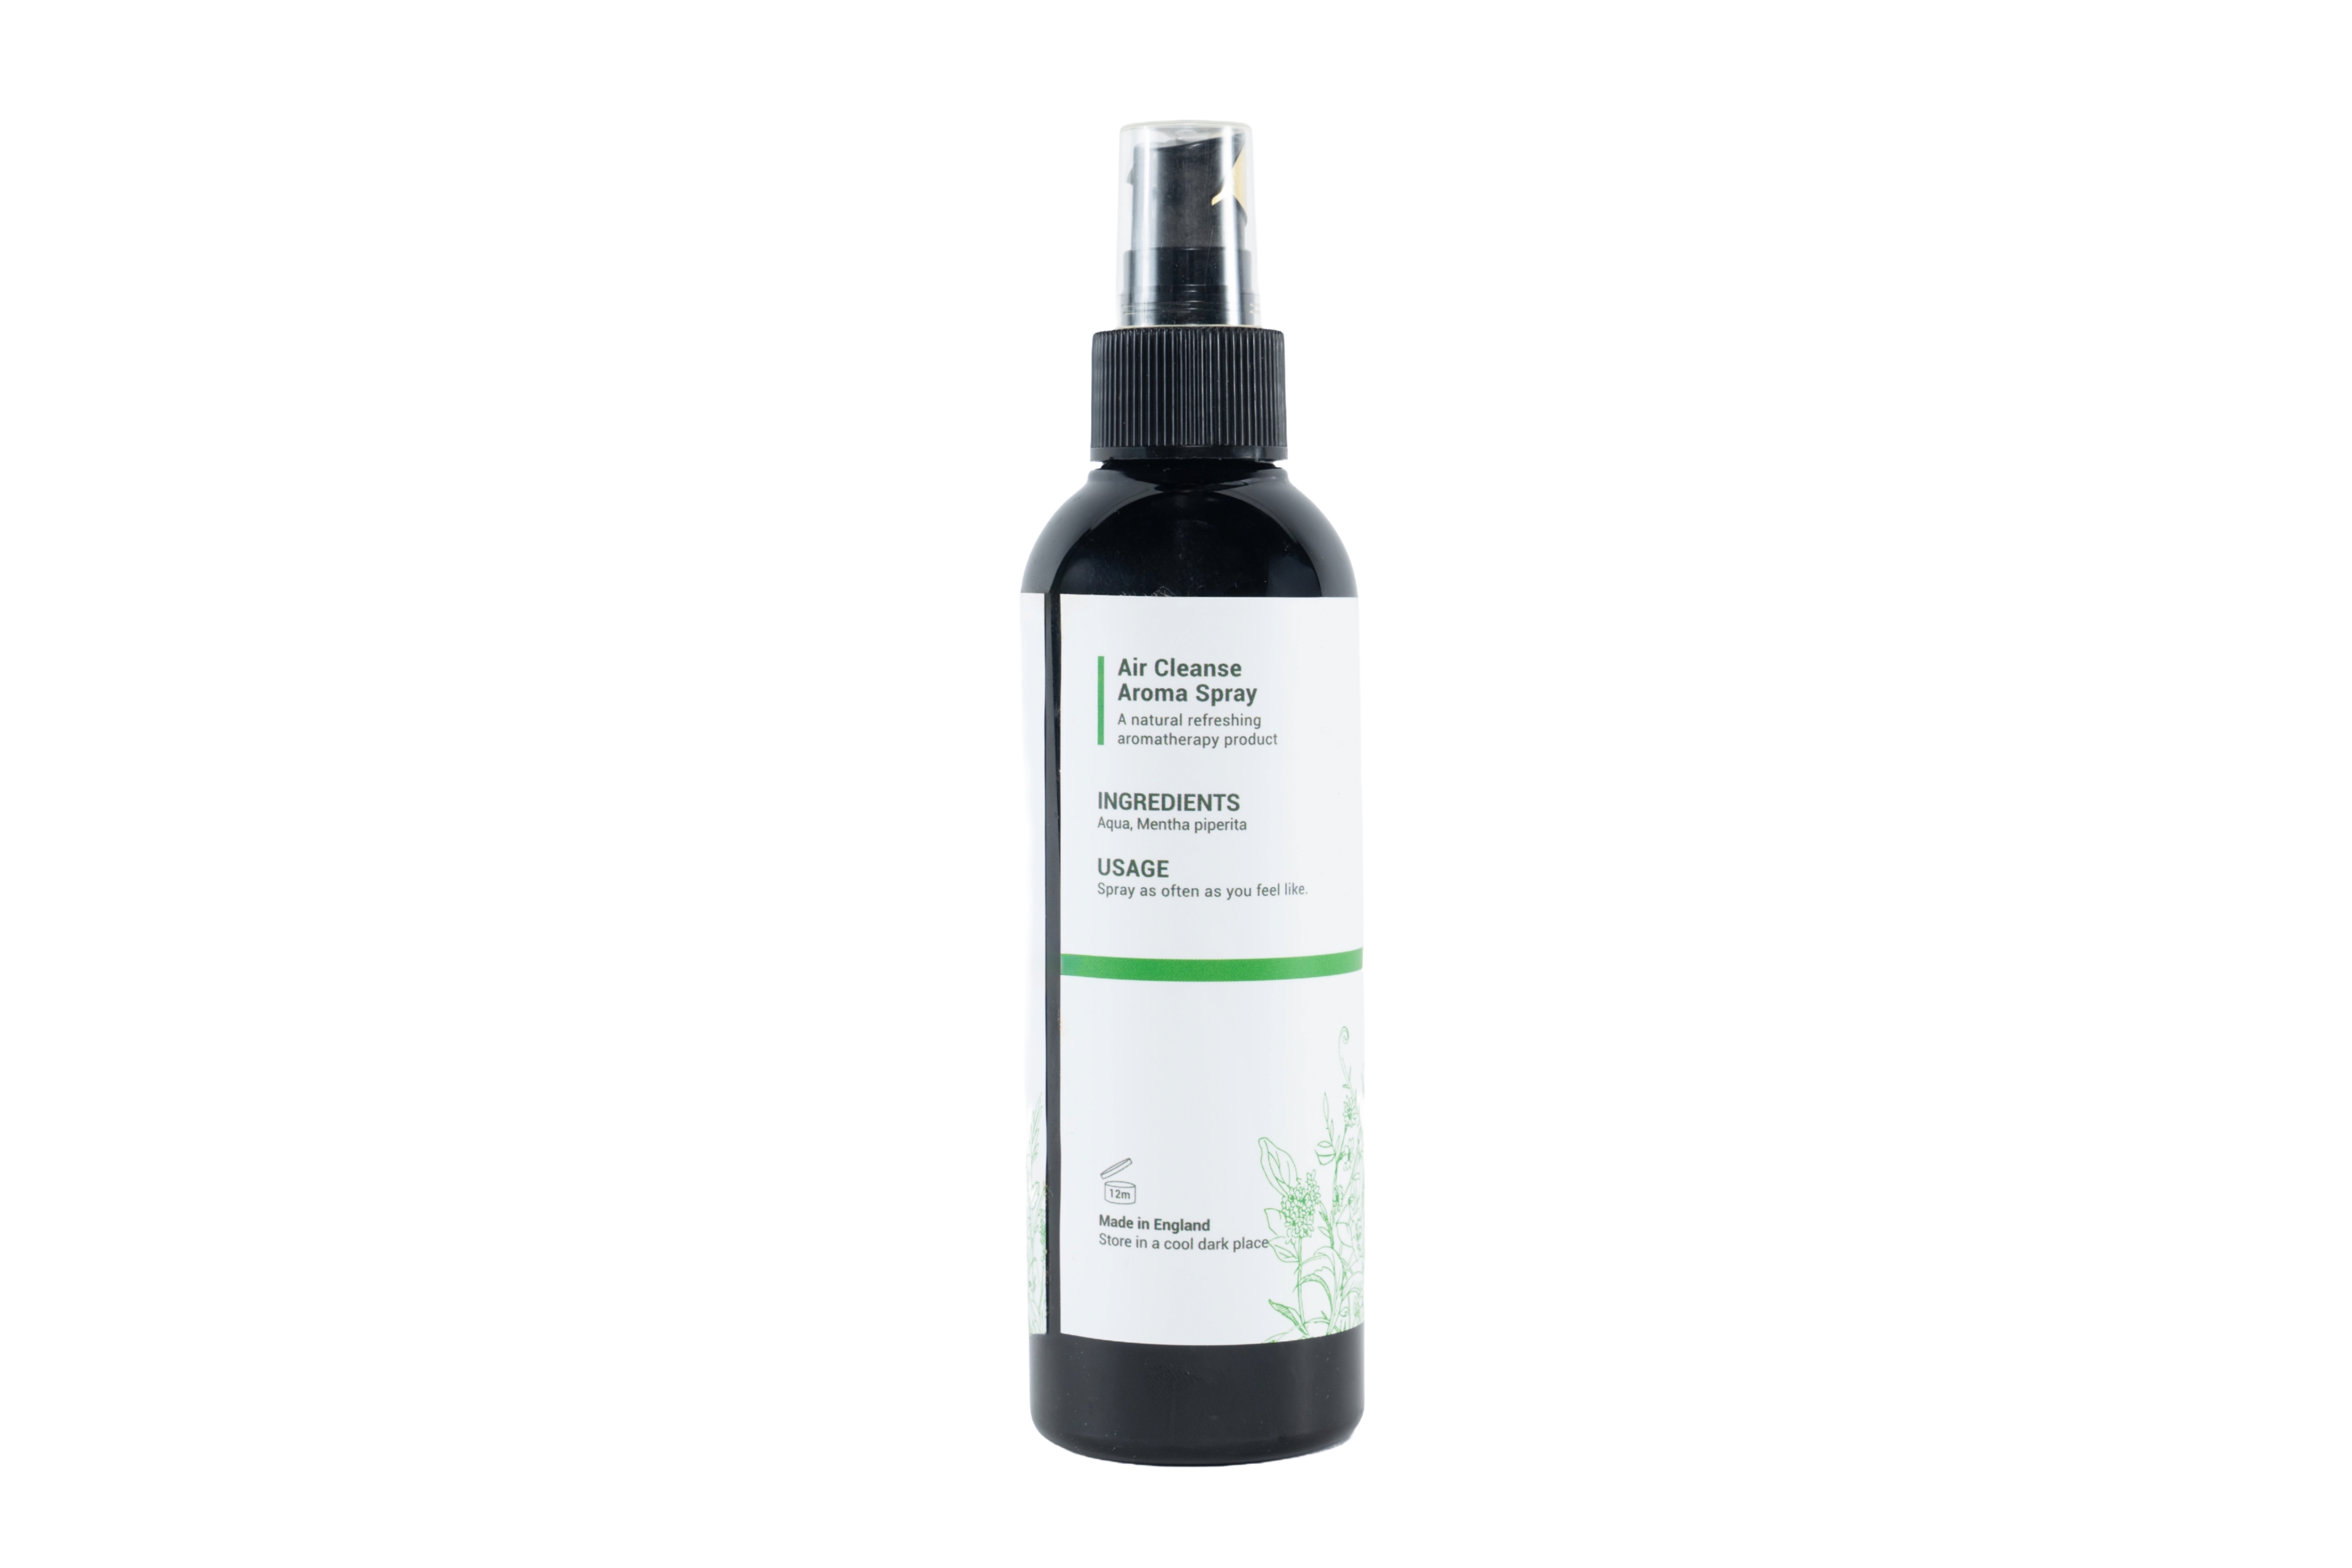 Air Cleanse
Aroma Spray
A natural refreshing
aromatherapy product
INGREDIENTS
Aqua, Mentha piperita
USAGE
Spray as often as you feel like.
12m
Made in England
Store in a cool dark place